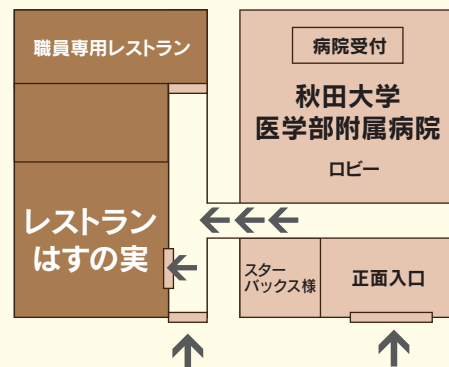 職員専用レストラン
病院受付
秋田大学
医学部附属病院
ロビー
レストラン
はすの実
スター
バックス様
正面入口